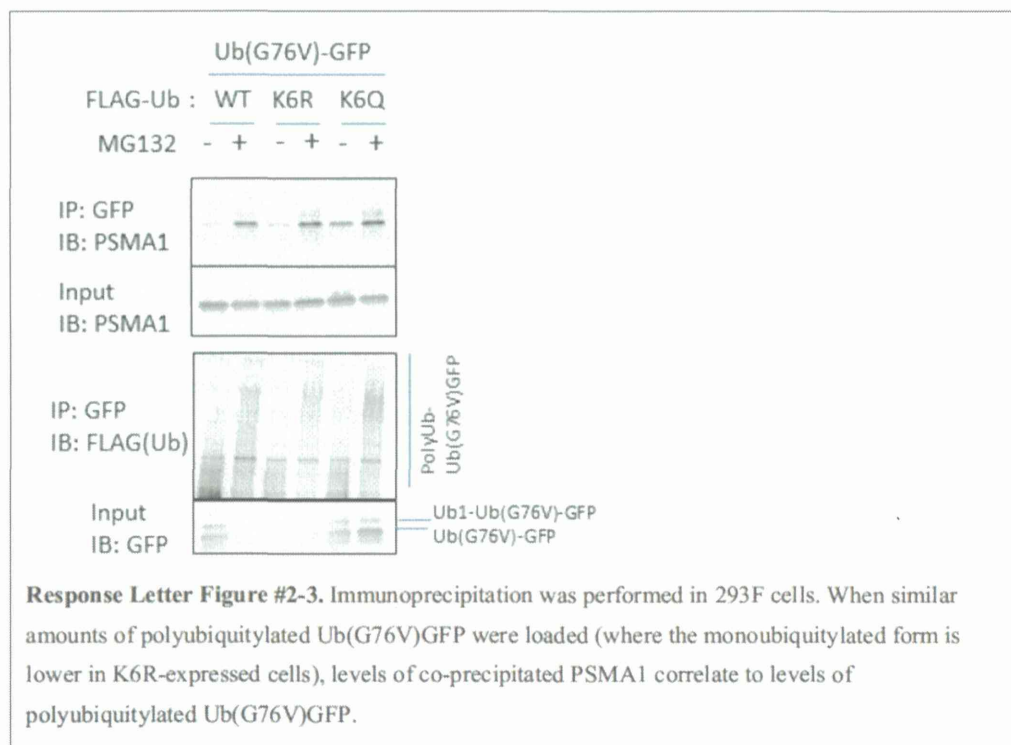 Ub(G76V)-GFP
FLAG-Ub : WT K6R K6Q
MG132 - + - + - +
IP: GFP
IB: PSMA1
Input
IB: PSMA1
IP: GFP
IB: FLAG(Ub)
PolyUb-
Ub(G76V)GFP
Input
IB: GFP
Ub1-Ub(G76V)-GFP
Ub(G76V)-GFP
Response Letter Figure #2-3. Immunoprecipitation was performed in 293F cells. When similar
amounts of polyubiquitylated Ub(G76V)GFP were loaded (where the monoubiquitylated form is
lower in K6R-expressed cells), levels of co-precipitated PSMA1 correlate to levels of
polyubiquitylated Ub(G76V)GFP.